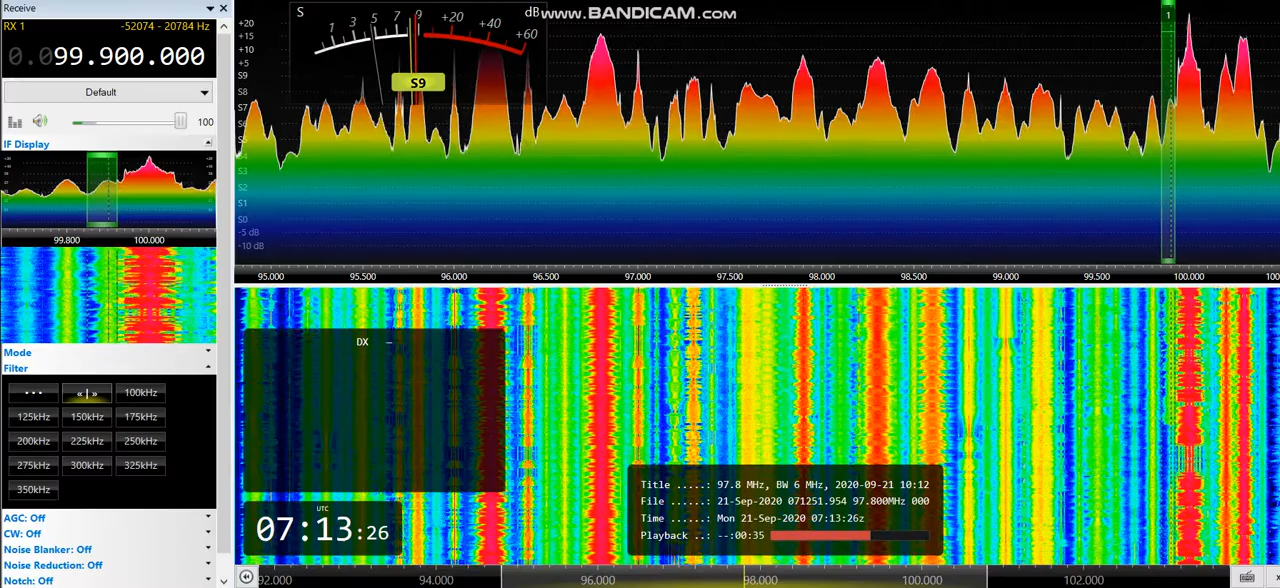 Receive
RX 1 -52074 - 20784 Hz
0.099.900.000
Default
100
IF Display
99.800 100.000
Mode
Filter
••• «|» 100kHz
125kHz 150kHz 175kHz
200kHz 225kHz 250kHz
275kHz 300kHz 325kHz
350kHz
AGC: Off
CW: Off
Noise Blanker: Off
Noise Reduction: Off
Notch: Off
www.BANDICAM.com
S 1 3 5 7 9 +20 +40 +60 dB
S9
+20
+15
+10
+5
S9
S8
S7
S6
S5
S4
S3
S2
S1
S0
-5 dB
-10 dB
1
95.000 95.500 96.000 96.500 97.000 97.500 98.000 98.500 99.000 99.500 100.000 100
DX —
UTC
07:13:26
Title .....: 97.8 MHz, BW 6 MHz, 2020-09-21 10:12
File ......: 21-Sep-2020 071251.954 97.800MHz 000
Time ......: Mon 21-Sep-2020 07:13:26z
Playback ..: --:00:35
92.000 94.000 96.000 98.000 100.000 102.000